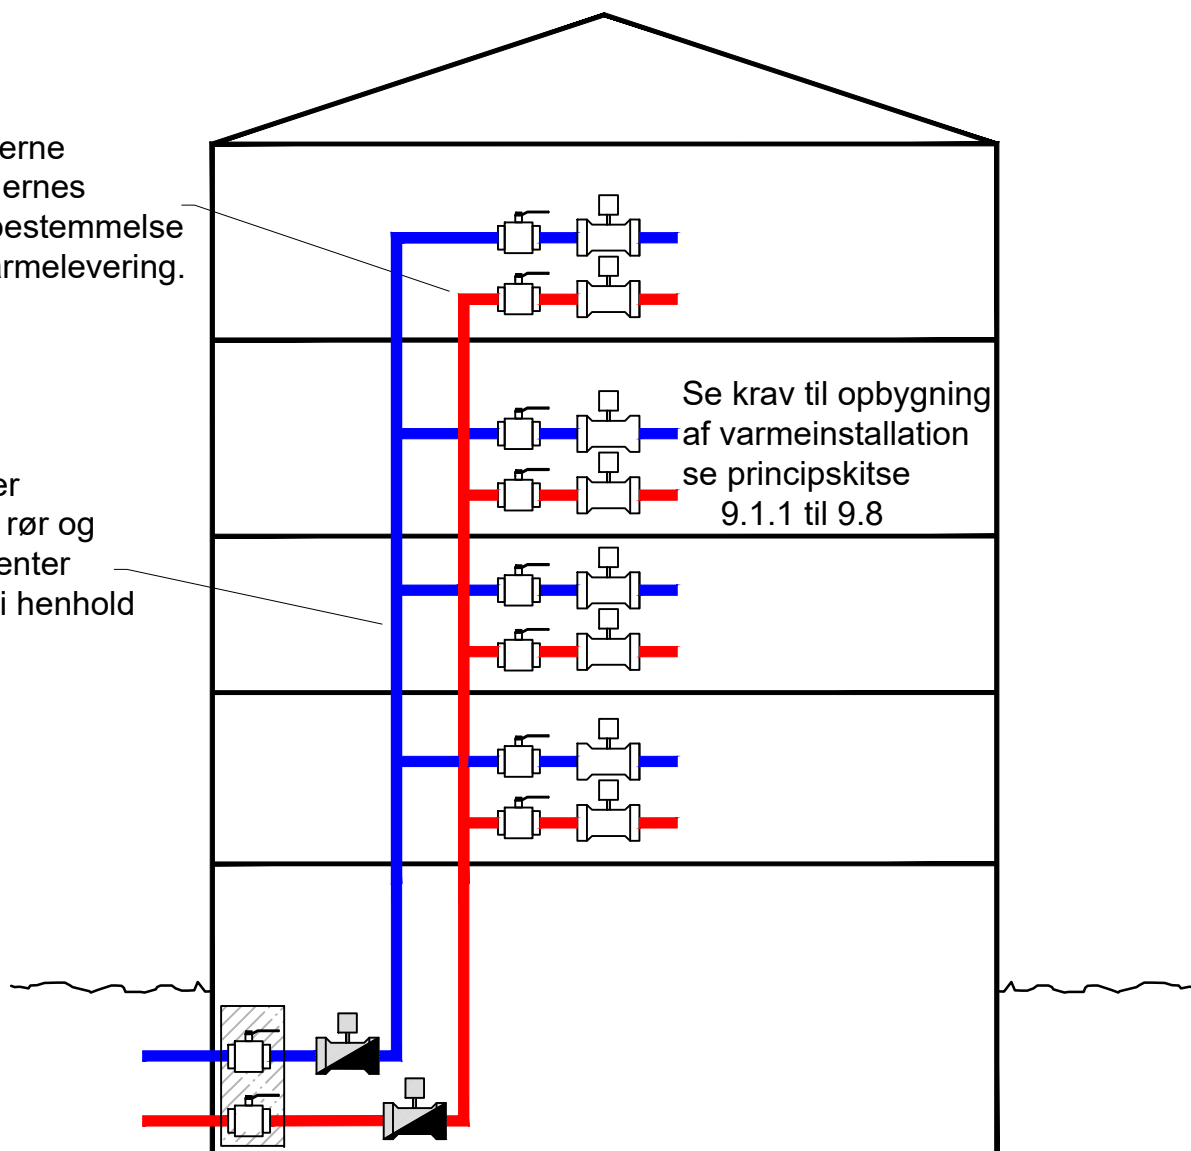 erne
ernes
bestemmelse
armelevering.
Se krav til opbygning
af varmeinstallation
se principskitse
9.1.1 til 9.8
er
rør og
enter
i henhold